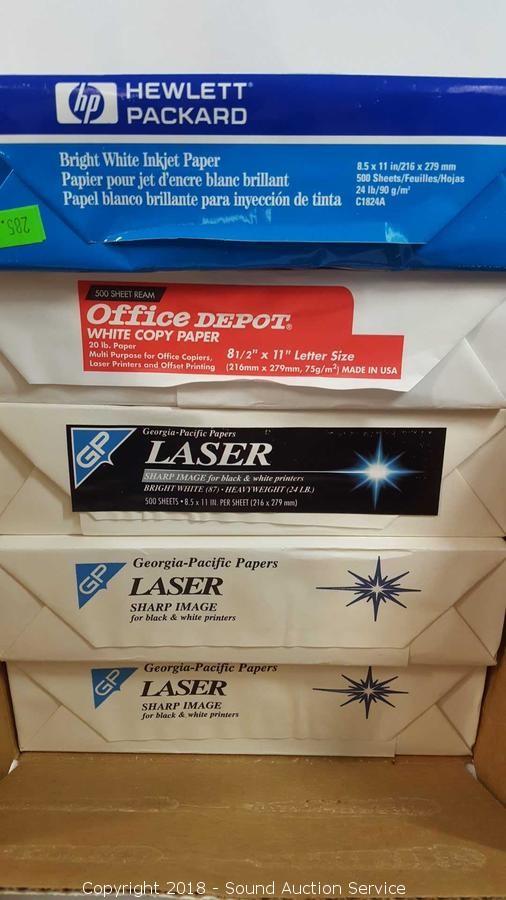 hp HEWLETT
PACKARD
Bright White Inkjet Paper
Papier pour jet d'encre blanc brillant
Papel blanco brillante para inyección de tinta
8.5 x 11 in/216 x 279 mm
500 Sheets/Feuilles/Hojas
24 lb/90 g/m²
C1824A
285.
500 SHEET REAM
Office DEPOT®
WHITE COPY PAPER
20 lb. Paper
Multi Purpose for Office Copiers,
Laser Printers and Offset Printing
8 1/2" x 11" Letter Size
(216mm x 279mm, 75g/m²) MADE IN USA
GP
Georgia-Pacific Papers
LASER
SHARP IMAGE for black & white printers
BRIGHT WHITE (87) • HEAVYWEIGHT (24 LB.)
500 SHEETS • 8.5 x 11 IN. PER SHEET (216 x 279 mm)
GP
Georgia-Pacific Papers
LASER
SHARP IMAGE
for black & white printers
GP
Georgia-Pacific Papers
LASER
SHARP IMAGE
for black & white printers
Copyright 2018 - Sound Auction Service